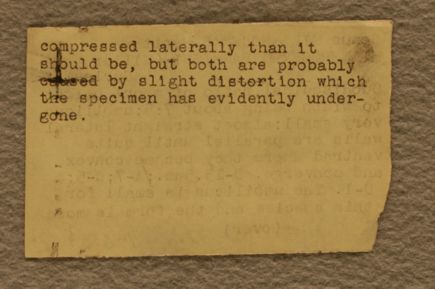 compressed laterally than it
should be, but both are probably
caused by slight distortion which
the specimen has evidently under-
gone.